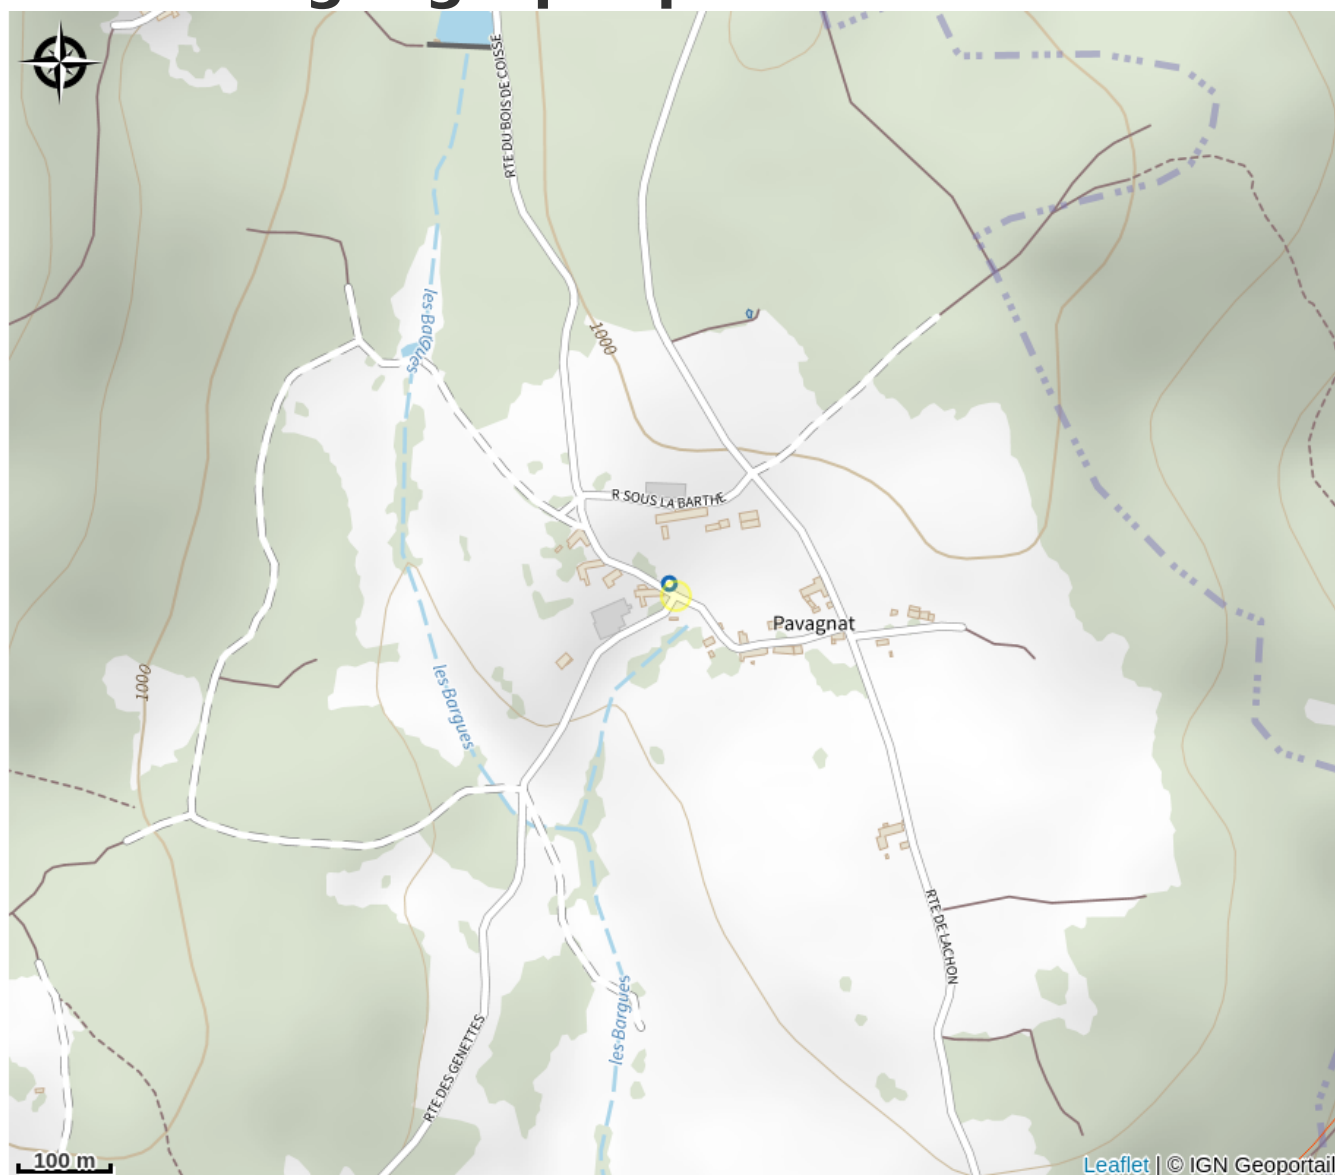 RTE DU BOIS DE COISSE
les Bargues
1000
R SOUS LA BARTHE
Pavagnat
1000
les Bargues
RTE DE LACHON
les Bargues
RTE DES GENETTES
100 m
Leaflet | © IGN Geoportail